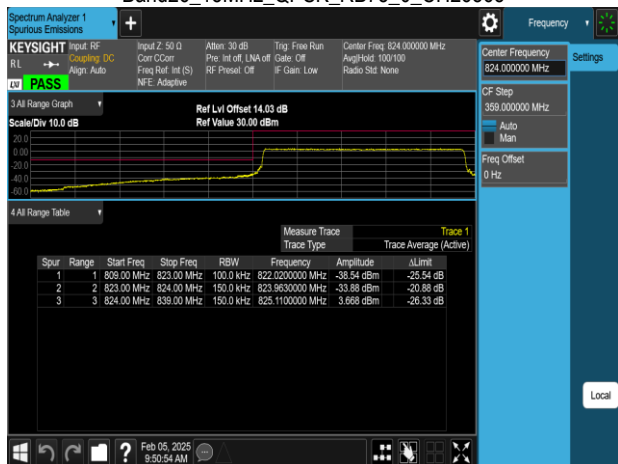 Spectrum Analyzer 1
Spurious Emissions
Frequency
KEYSIGHT Input: RF Input Z: 50 Ω Atten: 30 dB Trig: Free Run Center Freq: 824.000000 MHz
RL Coupling: DC Corr CCorr Pre: Int off, LNA off Gate: Off Avg|Hold: 100/100
Align: Auto Freq Ref: Int (S) RF Preset: Off IF Gain: Low Radio Std: None
NFE: Adaptive
LXI PASS
Center Frequency
824.000000 MHz
Settings
CF Step
359.000000 MHz
Auto
Man
Freq Offset
0 Hz
3 All Range Graph
Ref Lvl Offset 14.03 dB
Scale/Div 10.0 dB Ref Value 30.00 dBm
20.0
0.00
-20.0
-40.0
-60.0
4 All Range Table
Measure Trace Trace 1
Trace Type Trace Average (Active)
Spur Range Start Freq Stop Freq RBW Frequency Amplitude ΔLimit
1 1 809.00 MHz 823.00 MHz 100.0 kHz 822.0200000 MHz -38.54 dBm -25.54 dB
2 2 823.00 MHz 824.00 MHz 150.0 kHz 823.9630000 MHz -33.88 dBm -20.88 dB
3 3 824.00 MHz 839.00 MHz 150.0 kHz 825.1100000 MHz 3.668 dBm -26.33 dB
Local
?
Feb 05, 2025
9:50:54 AM